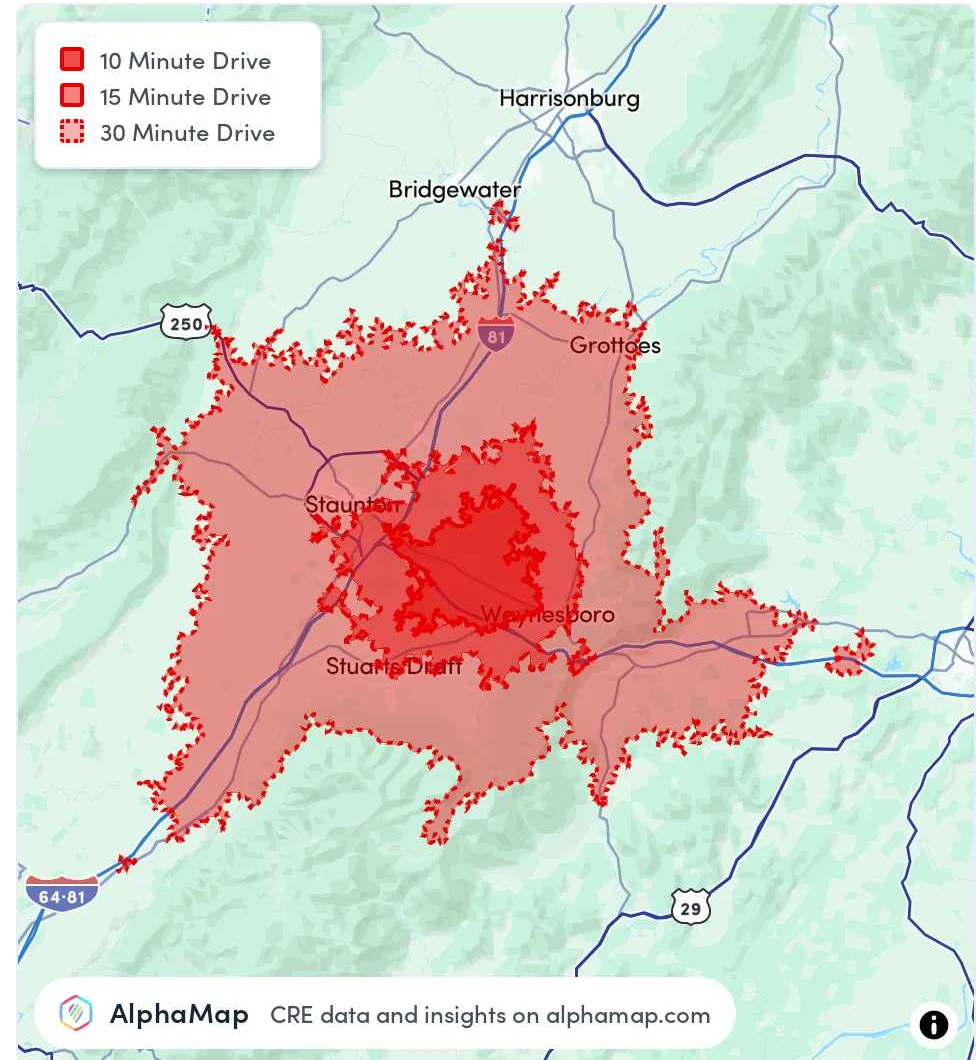 10 Minute Drive
15 Minute Drive
30 Minute Drive
Harrisonburg
Bridgewater
250
81
Grottoes
Staunton
Waynesboro
Stuarts Draft
64·81
29
AlphaMap CRE data and insights on alphamap.com
i